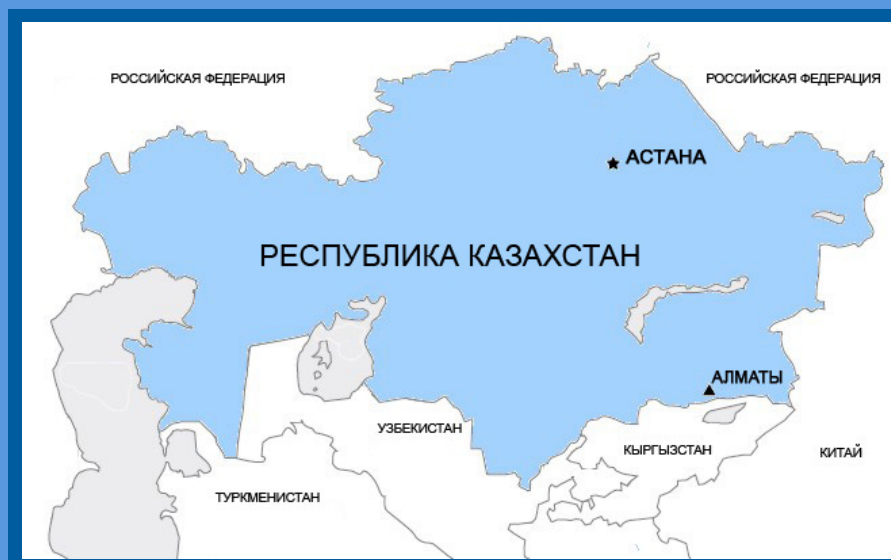 РОССИЙСКАЯ ФЕДЕРАЦИЯ
РОССИЙСКАЯ ФЕДЕРАЦИЯ
АСТАНА
РЕСПУБЛИКА КАЗАХСТАН
АЛМАТЫ
УЗБЕКИСТАН
КЫРГЫЗСТАН
КИТАЙ
ТУРКМЕНИСТАН